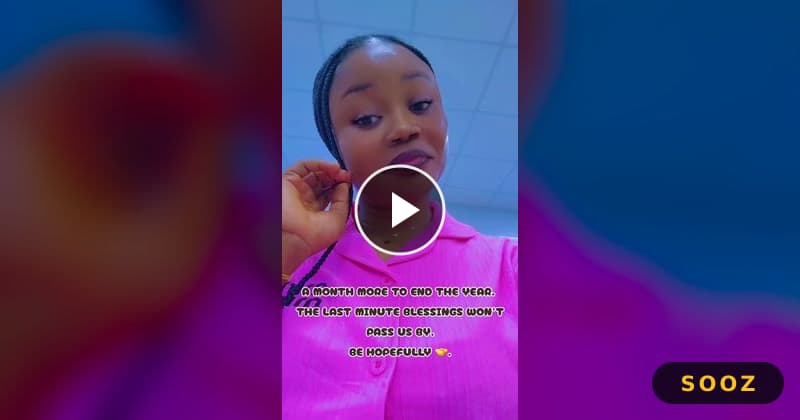 A MONTH MORE TO END THE YEAR.
THE LAST MINUTE BLESSINGS WON'T
PASS US BY.
BE HOPEFULLY 🤝.
SOOZ